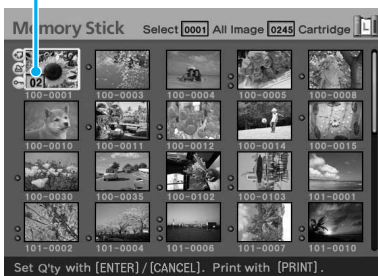 Memory Stick Select 0001 All Image 0245 Cartridge L
02
100-0001 100-0003 100-0004 100-0005 100-0008
100-0010 100-0011 100-0012 100-0014 100-0015
100-0030 100-0035 100-0102 100-0103 101-0001
101-0002 101-0004 101-0006 101-0007 101-0010
Set Q'ty with [ENTER]/[CANCEL]. Print with [PRINT].